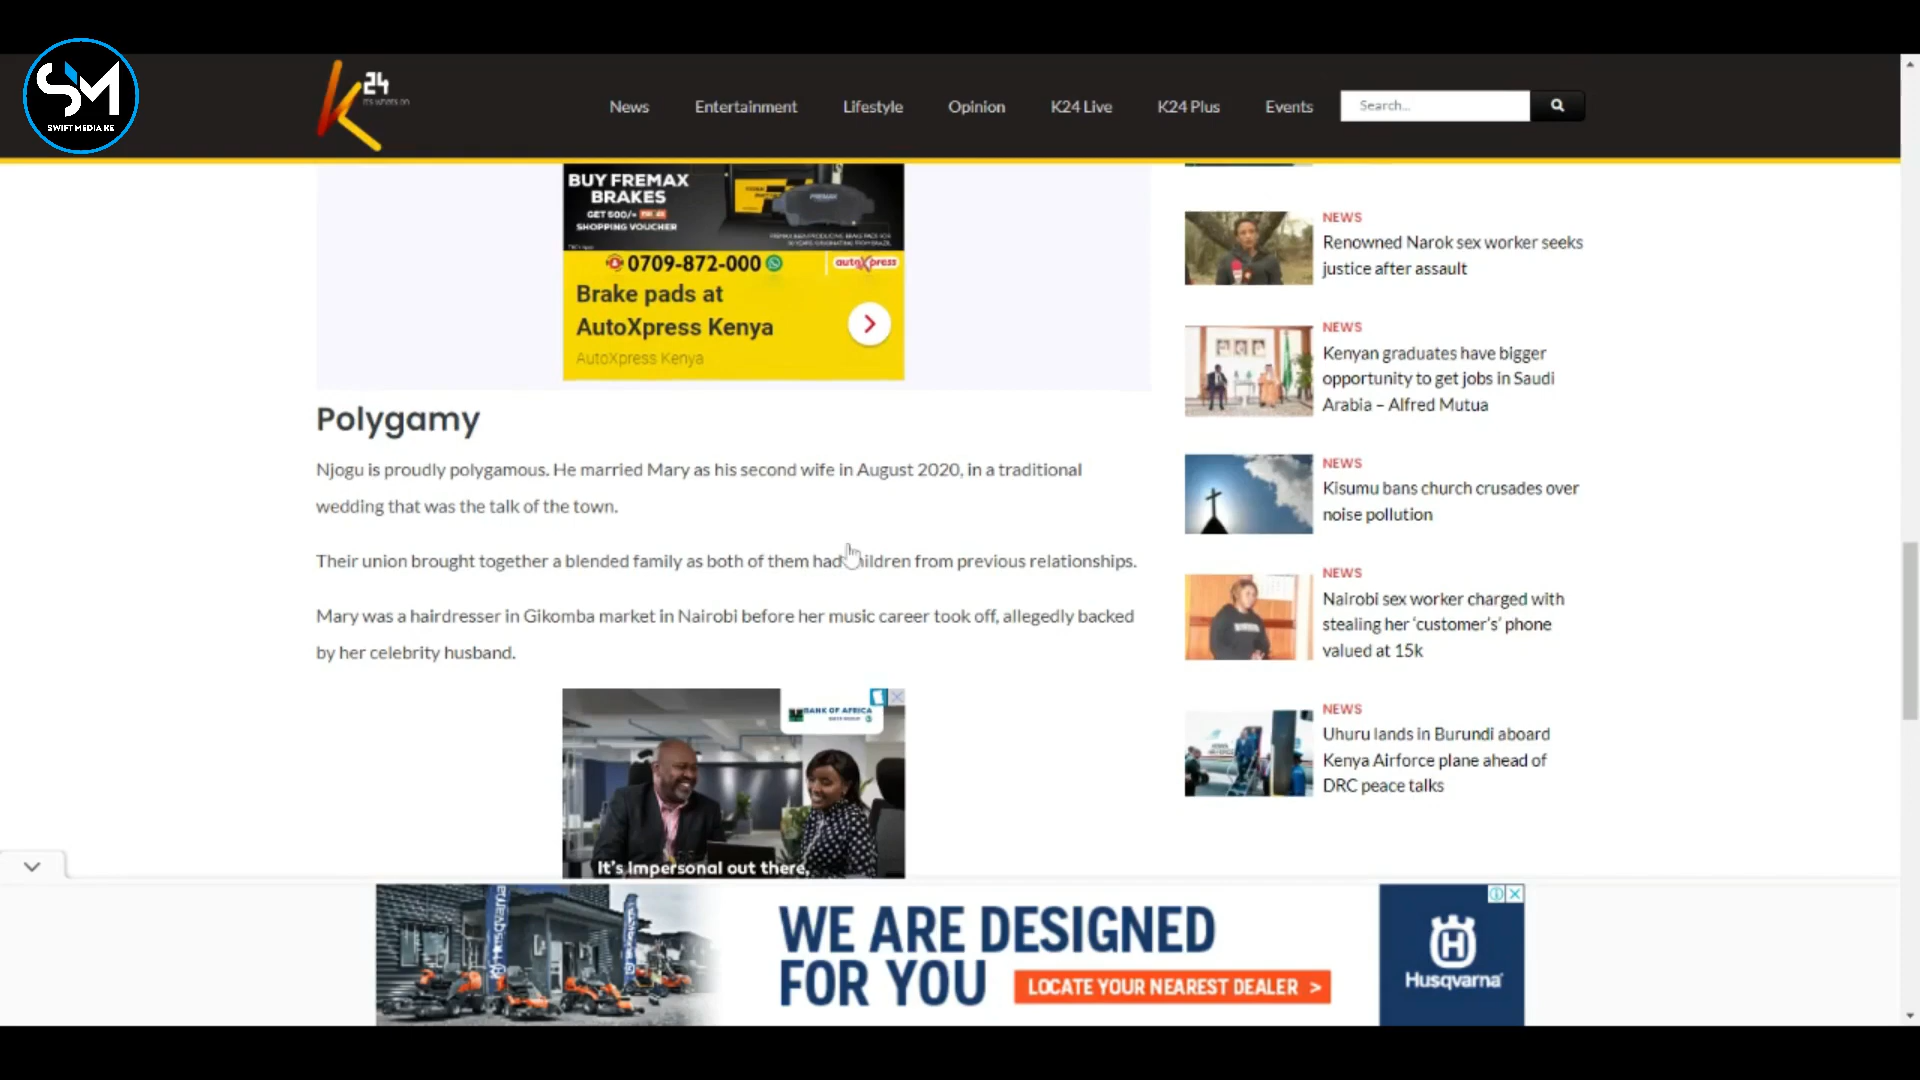 SM
SWIFT MEDIA KE
K24
News
Entertainment
Lifestyle
Opinion
K24 Live
K24 Plus
Events
Search...
BUY FREMAX
BRAKES
GET 500/=
SHOPPING VOUCHER
0709-872-000
autoXpress
Brake pads at
AutoXpress Kenya
AutoXpress Kenya
Polygamy
Njogu is proudly polygamous. He married Mary as his second wife in August 2020, in a traditional
wedding that was the talk of the town.
Their union brought together a blended family as both of them had children from previous relationships.
Mary was a hairdresser in Gikomba market in Nairobi before her music career took off, allegedly backed
by her celebrity husband.
BANK OF AFRICA
It's Impersonal out there,
NEWS
Renowned Narok sex worker seeks
justice after assault
NEWS
Kenyan graduates have bigger
opportunity to get jobs in Saudi
Arabia – Alfred Mutua
NEWS
Kisumu bans church crusades over
noise pollution
NEWS
Nairobi sex worker charged with
stealing her ‘customer’s’ phone
valued at 15k
NEWS
Uhuru lands in Burundi aboard
Kenya Airforce plane ahead of
DRC peace talks
Husqvarna
WE ARE DESIGNED
FOR YOU
LOCATE YOUR NEAREST DEALER >
H
Husqvarna